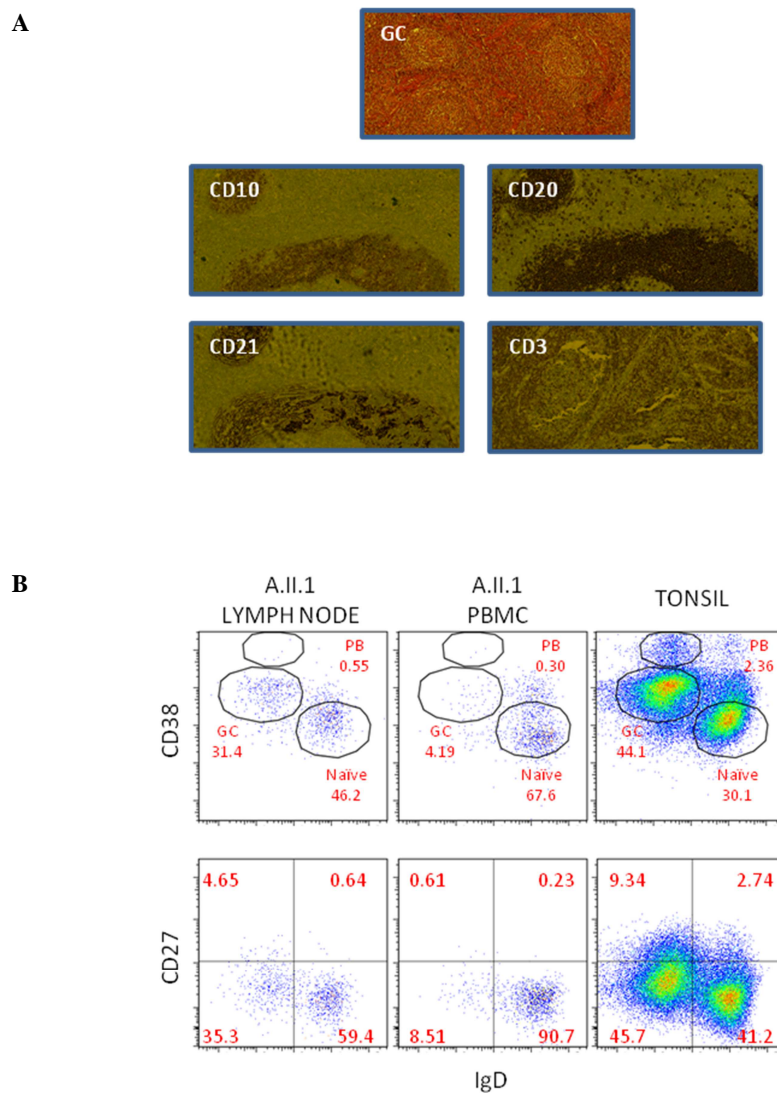 A
GC
CD10
CD20
CD21
CD3
B
A.II.1
LYMPH NODE
A.II.1
PBMC
TONSIL
CD38
PB
0.55
GC
31.4
Naïve
46.2
PB
0.30
GC
4.19
Naïve
67.6
PB
2.36
GC
44.1
Naïve
30.1
CD27
4.65 0.64
35.3 59.4
0.61 0.23
8.51 90.7
9.34 2.74
45.7 41.2
IgD